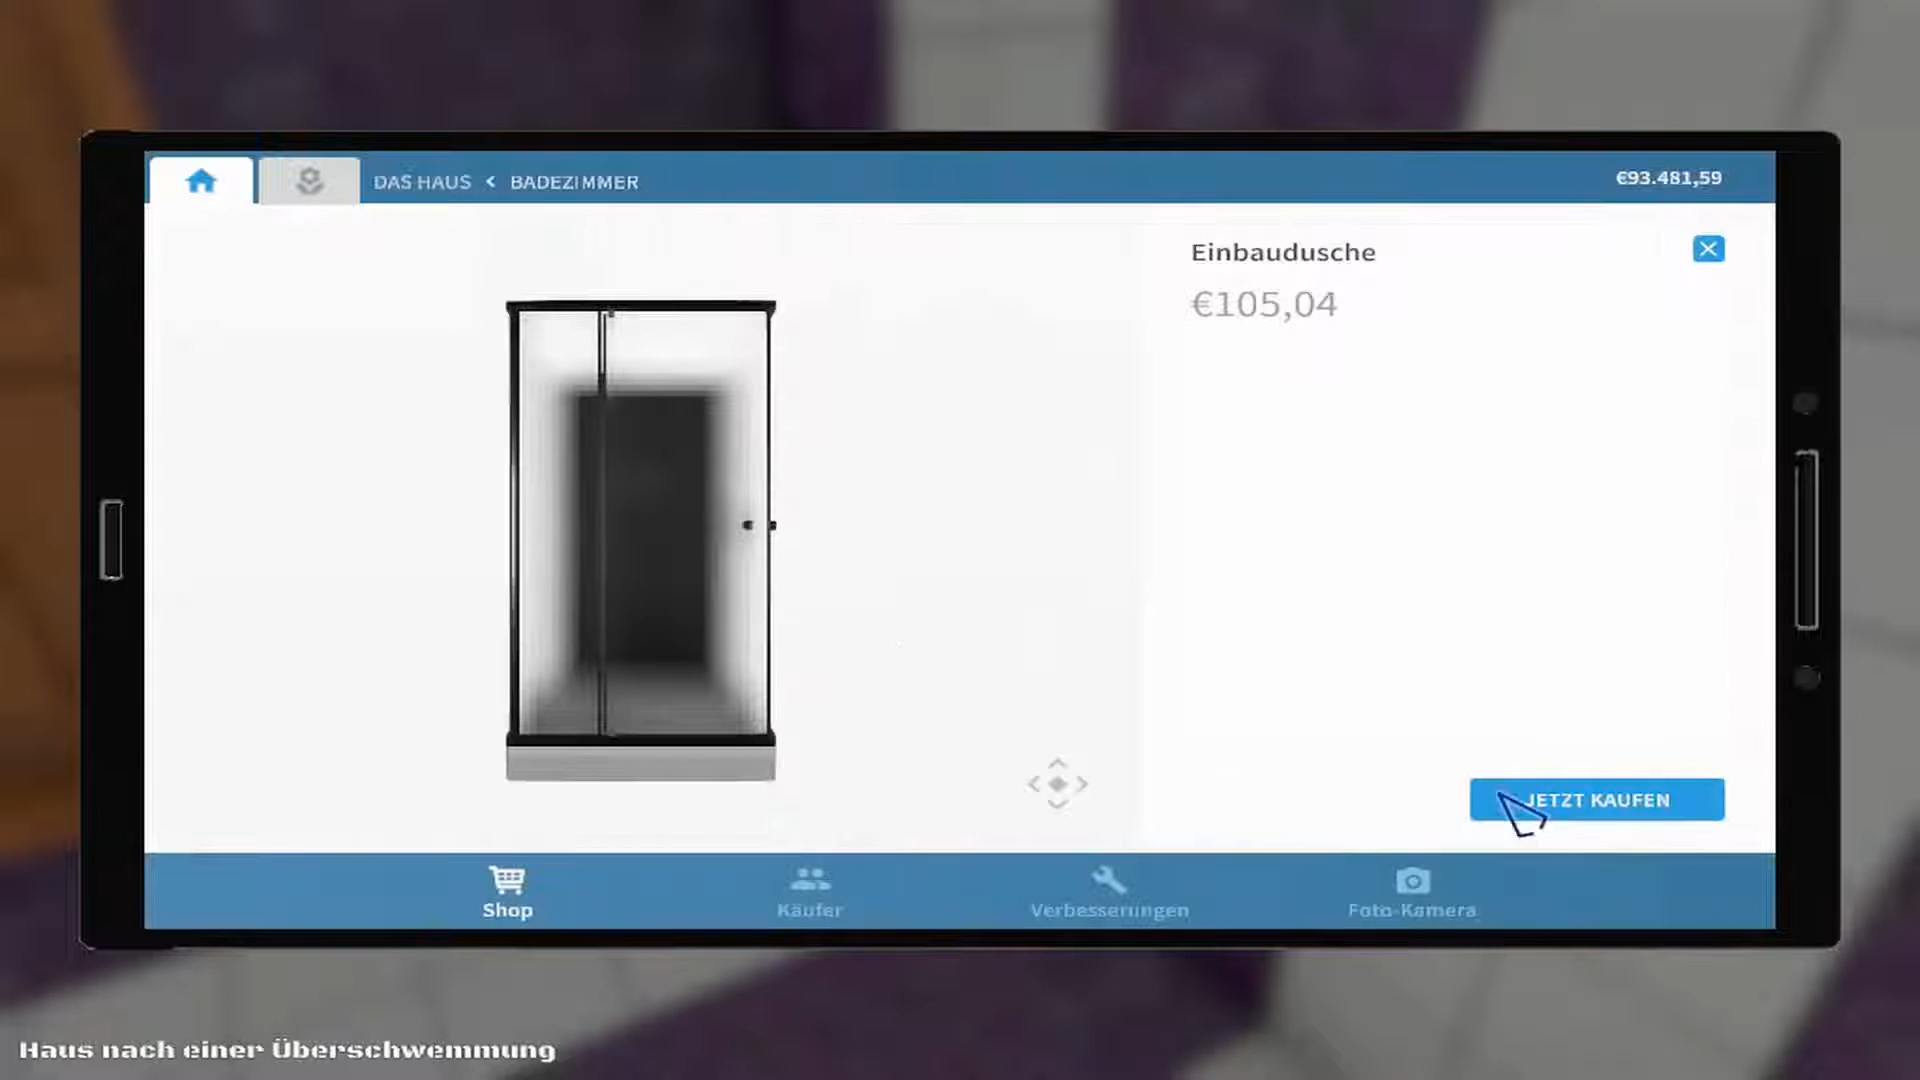 DAS HAUS < BADEZIMMER
€93.481,59
Einbaudusche
€105,04
JETZT KAUFEN
Shop
Käufer
Verbesserungen
Foto-Kamera
Haus nach einer Überschwemmung